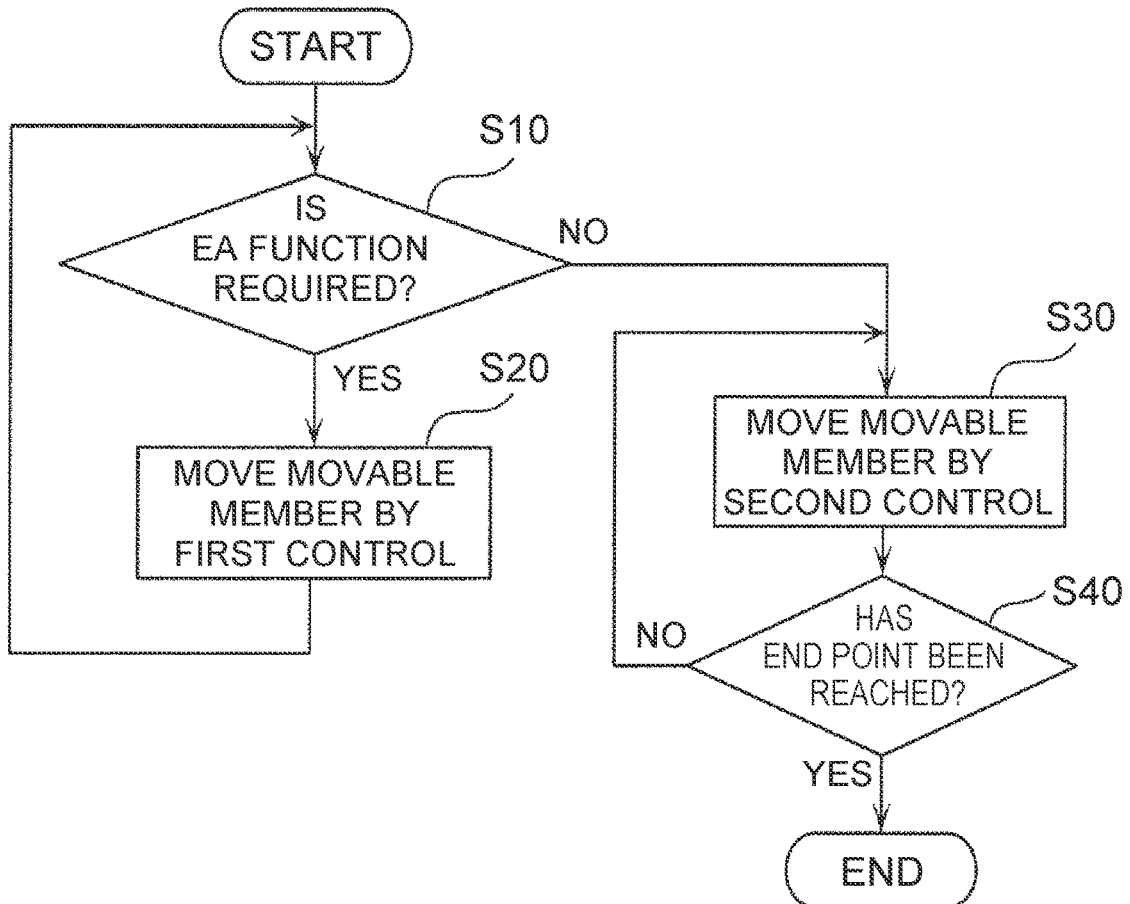 START
S10
IS
EA FUNCTION
REQUIRED?
NO
YES
S20
MOVE MOVABLE
MEMBER BY
FIRST CONTROL
S30
MOVE MOVABLE
MEMBER BY
SECOND CONTROL
S40
HAS
END POINT BEEN
REACHED?
NO
YES
END